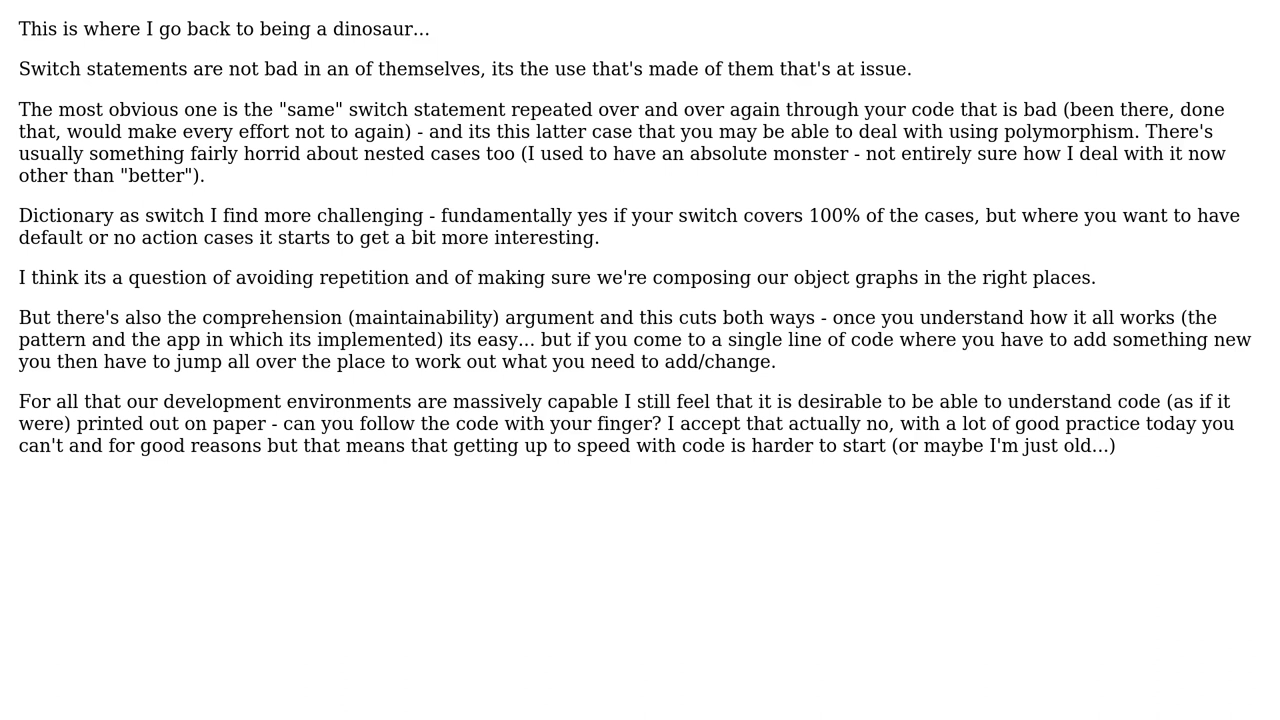 This is where I go back to being a dinosaur...
Switch statements are not bad in an of themselves, its the use that's made of them that's at issue.
The most obvious one is the "same" switch statement repeated over and over again through your code that is bad (been there, done
that, would make every effort not to again) - and its this latter case that you may be able to deal with using polymorphism. There's
usually something fairly horrid about nested cases too (I used to have an absolute monster - not entirely sure how I deal with it now
other than "better").
Dictionary as switch I find more challenging - fundamentally yes if your switch covers 100% of the cases, but where you want to have
default or no action cases it starts to get a bit more interesting.
I think its a question of avoiding repetition and of making sure we're composing our object graphs in the right places.
But there's also the comprehension (maintainability) argument and this cuts both ways - once you understand how it all works (the
pattern and the app in which its implemented) its easy... but if you come to a single line of code where you have to add something new
you then have to jump all over the place to work out what you need to add/change.
For all that our development environments are massively capable I still feel that it is desirable to be able to understand code (as if it
were) printed out on paper - can you follow the code with your finger? I accept that actually no, with a lot of good practice today you
can't and for good reasons but that means that getting up to speed with code is harder to start (or maybe I'm just old...)